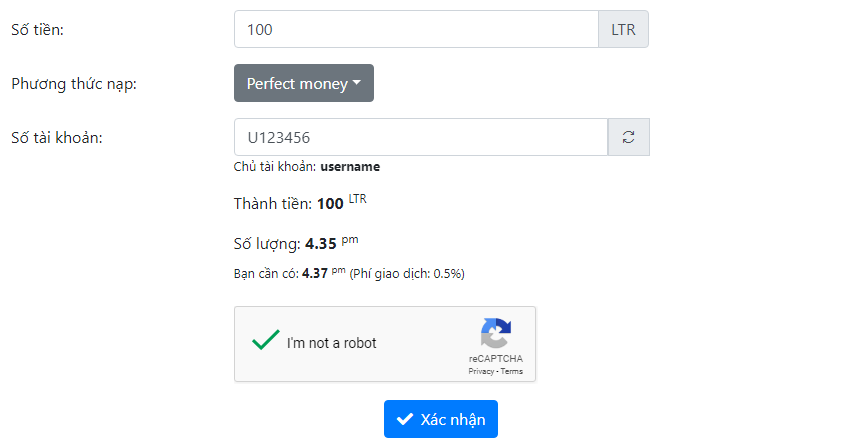 Số tiền: 100 LTR
Phương thức nạp: Perfect money
Số tài khoản: U123456
Chủ tài khoản: username
Thành tiền: 100 LTR
Số lượng: 4.35 pm
Bạn cần có: 4.37 pm (Phí giao dịch: 0.5%)
I'm not a robot
reCAPTCHA
Privacy - Terms
Xác nhận